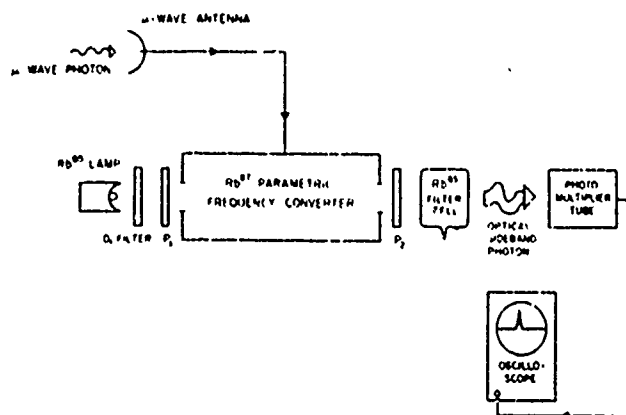 μ-WAVE ANTENNA
μ WAVE PHOTON
Rb85 LAMP
Rb87 PARAMETRIC
FREQUENCY CONVERTER
Rb85
FILTER
CELL
PHOTO
MULTIPLIER
TUBE
D1 FILTER
P1
P2
OPTICAL
SIDEBAND
PHOTON
OSCILLO-
SCOPE